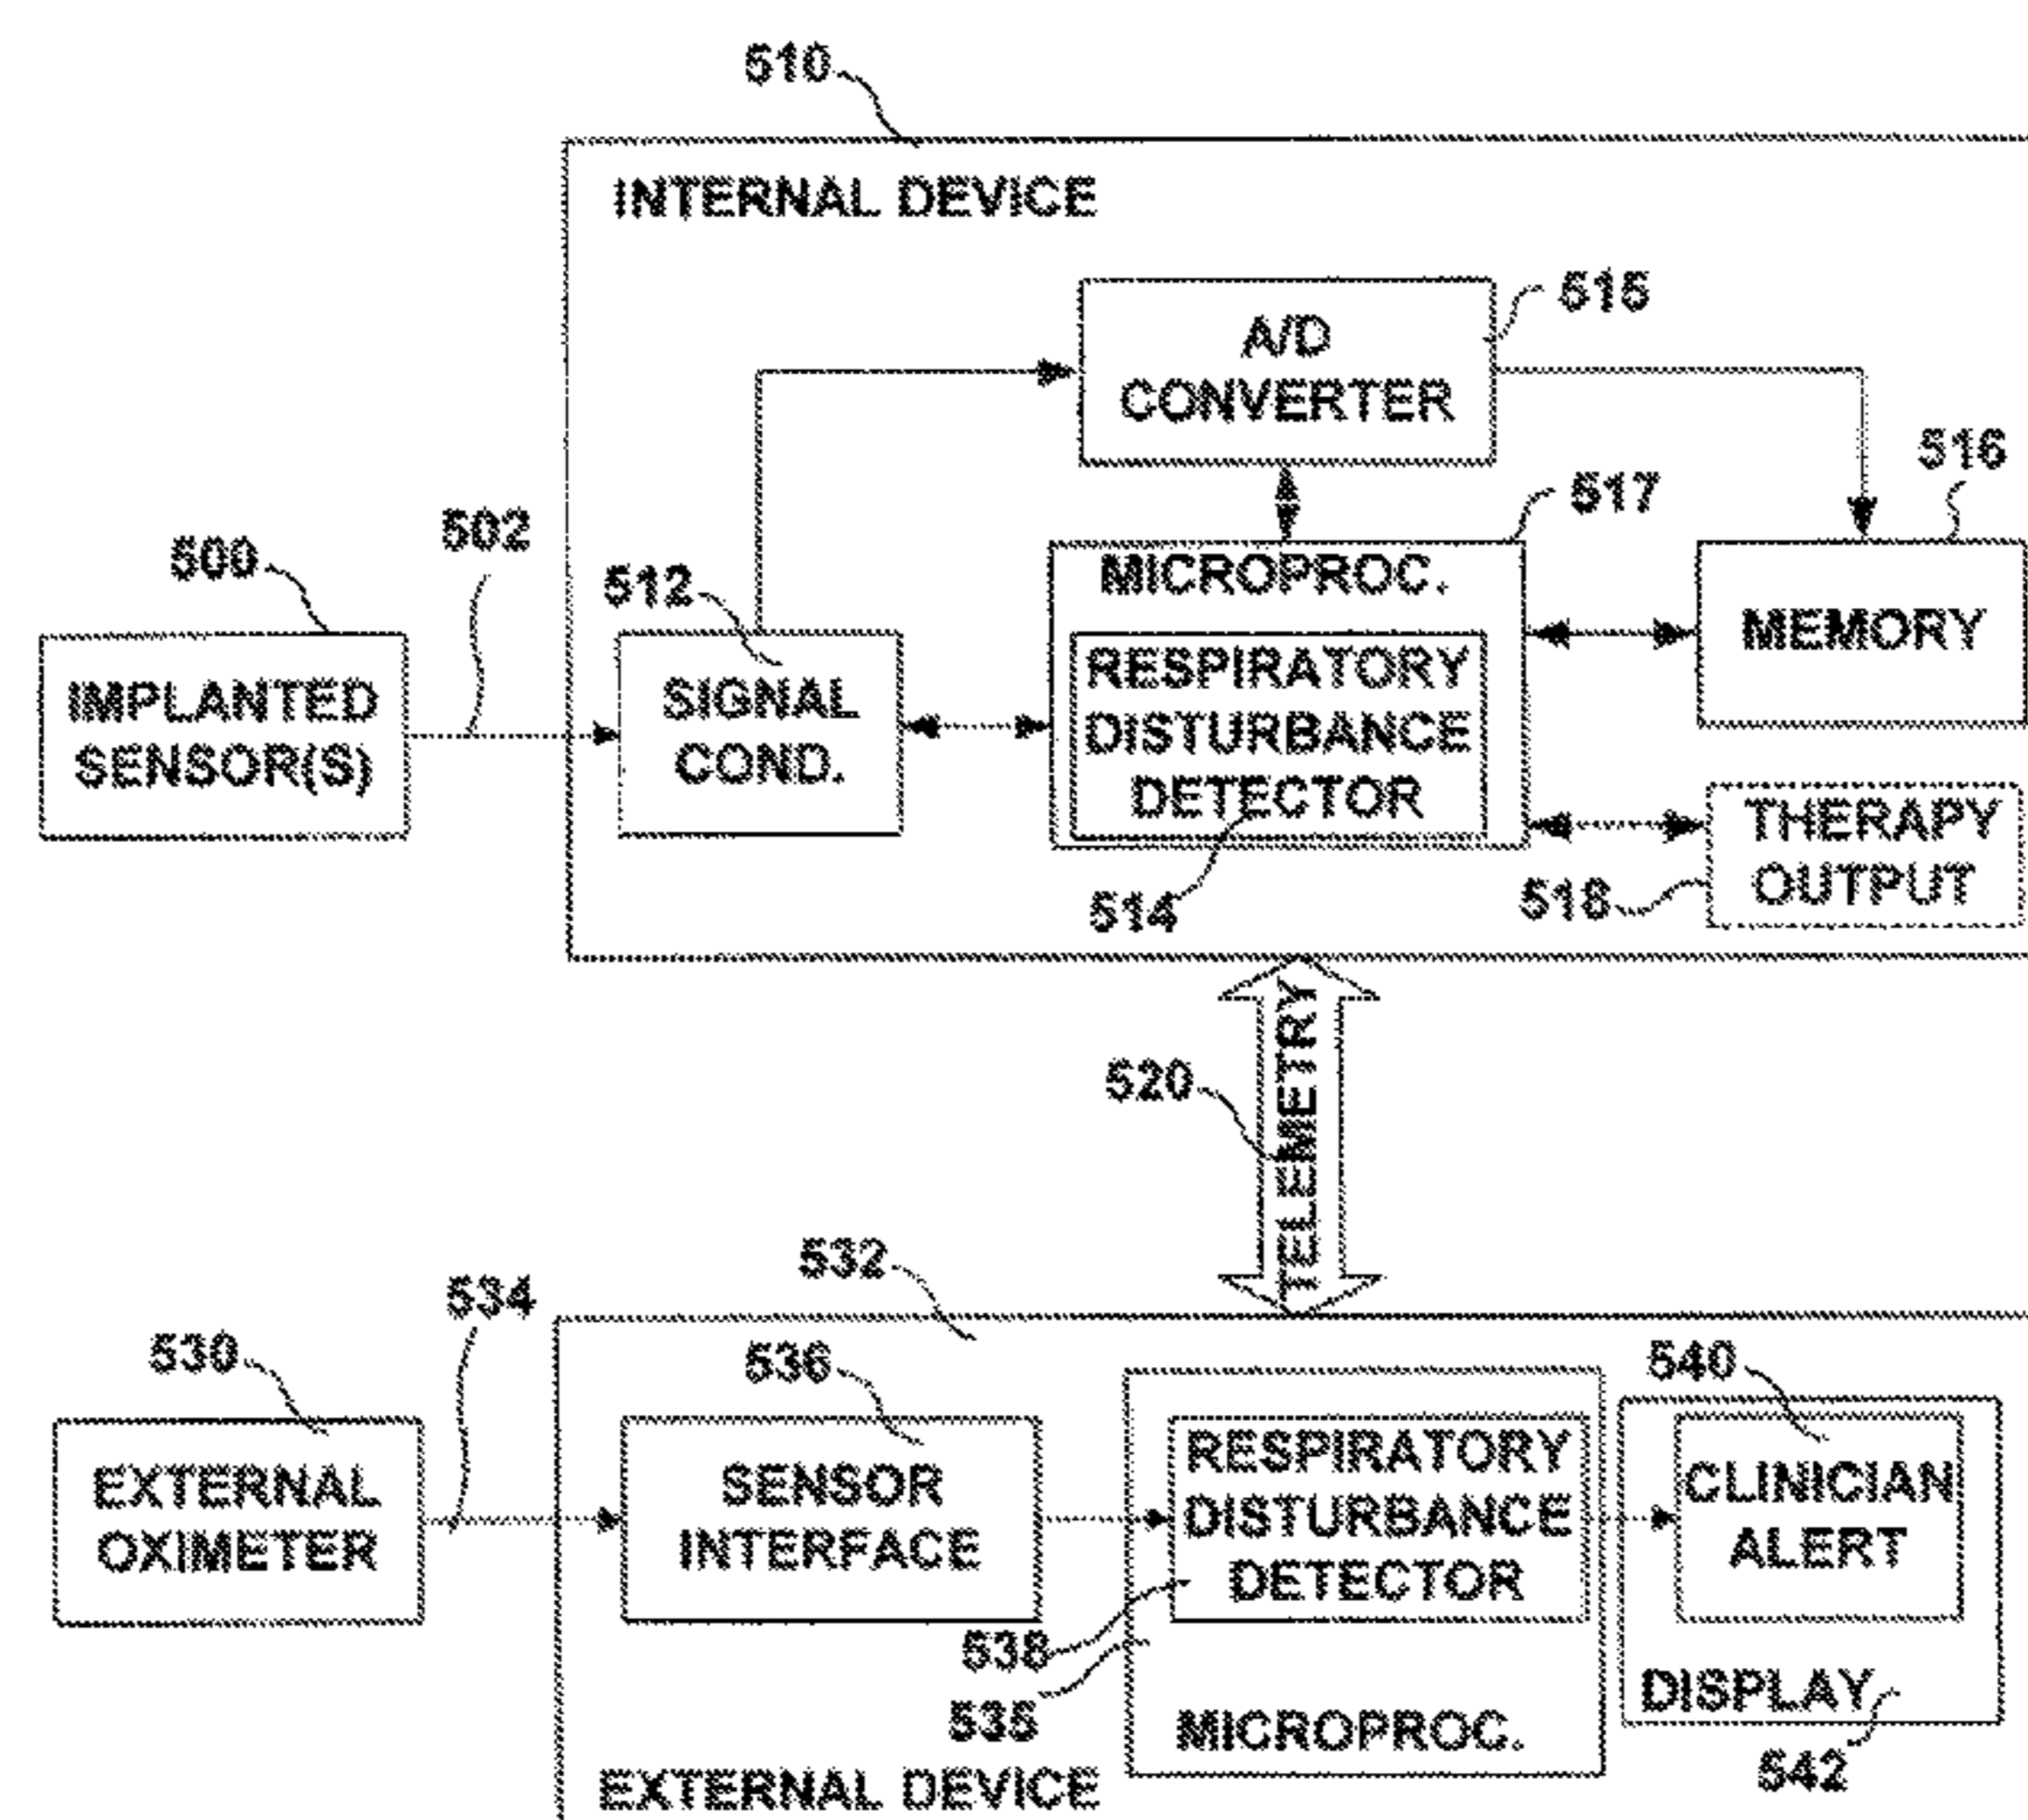 510
INTERNAL DEVICE
A/D
CONVERTER
515
516
517
502
500
512
MICROPROC.
MEMORY
IMPLANTED
SENSOR(S)
SIGNAL
COND.
RESPIRATORY
DISTURBANCE
DETECTOR
THERAPY
OUTPUT
514
518
TELEMETRY
520
532
534
530
536
540
EXTERNAL
OXIMETER
SENSOR
INTERFACE
RESPIRATORY
DISTURBANCE
DETECTOR
CLINICIAN
ALERT
538
535
MICROPROC.
DISPLAY
542
EXTERNAL DEVICE